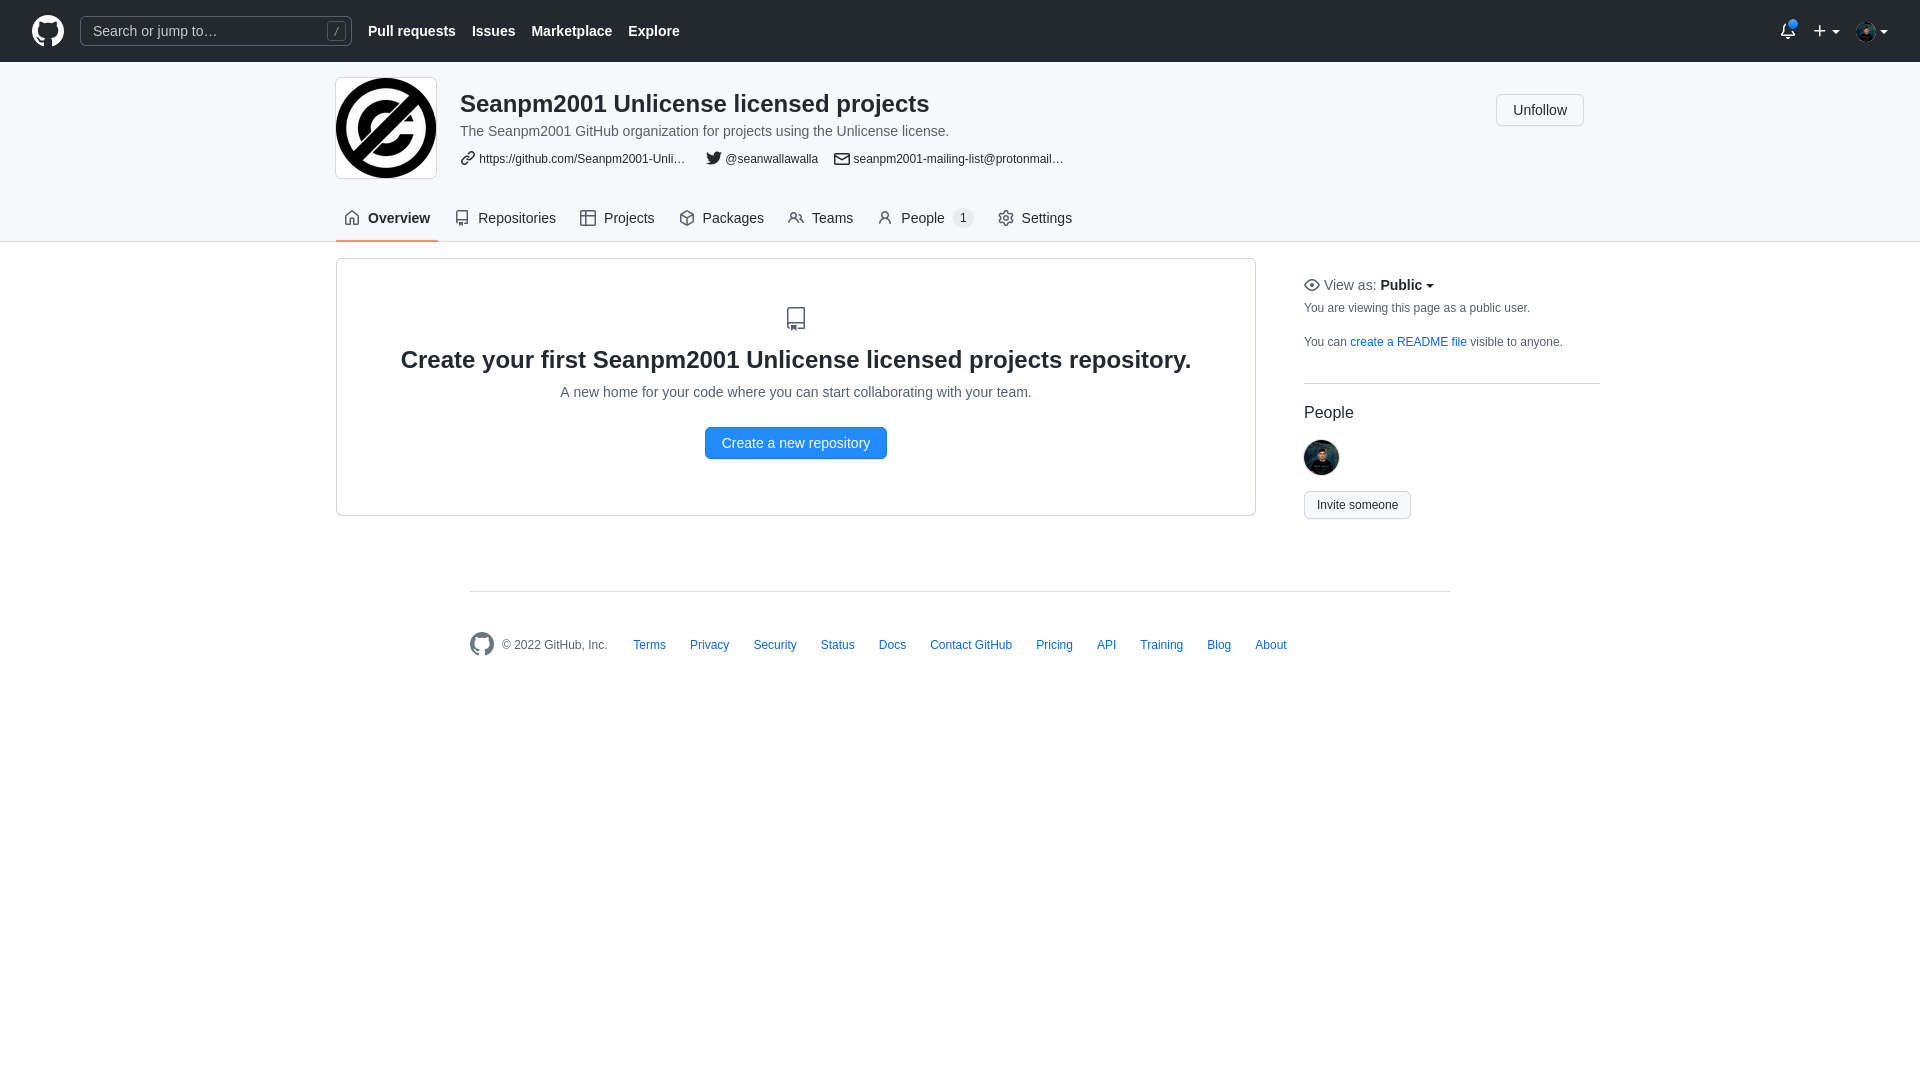 Search or jump to…
/
Pull requests
Issues
Marketplace
Explore
Seanpm2001 Unlicense licensed projects
Unfollow
The Seanpm2001 GitHub organization for projects using the Unlicense license.
https://github.com/Seanpm2001-Unli…
@seanwallawalla
seanpm2001-mailing-list@protonmail…
Overview
Repositories
Projects
Packages
Teams
People 1
Settings
Create your first Seanpm2001 Unlicense licensed projects repository.
A new home for your code where you can start collaborating with your team.
Create a new repository
View as: Public
You are viewing this page as a public user.
You can create a README file visible to anyone.
People
Invite someone
© 2022 GitHub, Inc.
Terms
Privacy
Security
Status
Docs
Contact GitHub
Pricing
API
Training
Blog
About